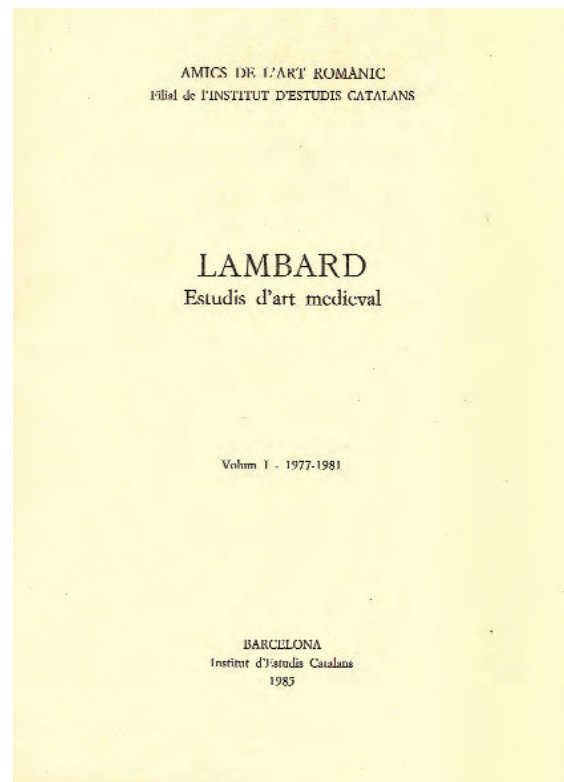 AMICS DE L'ART ROMÀNIC
Filial de l'INSTITUT D'ESTUDIS CATALANS
LAMBARD
Estudis d'art medieval
Volum I - 1977-1981
BARCELONA
Institut d'Estudis Catalans
1985